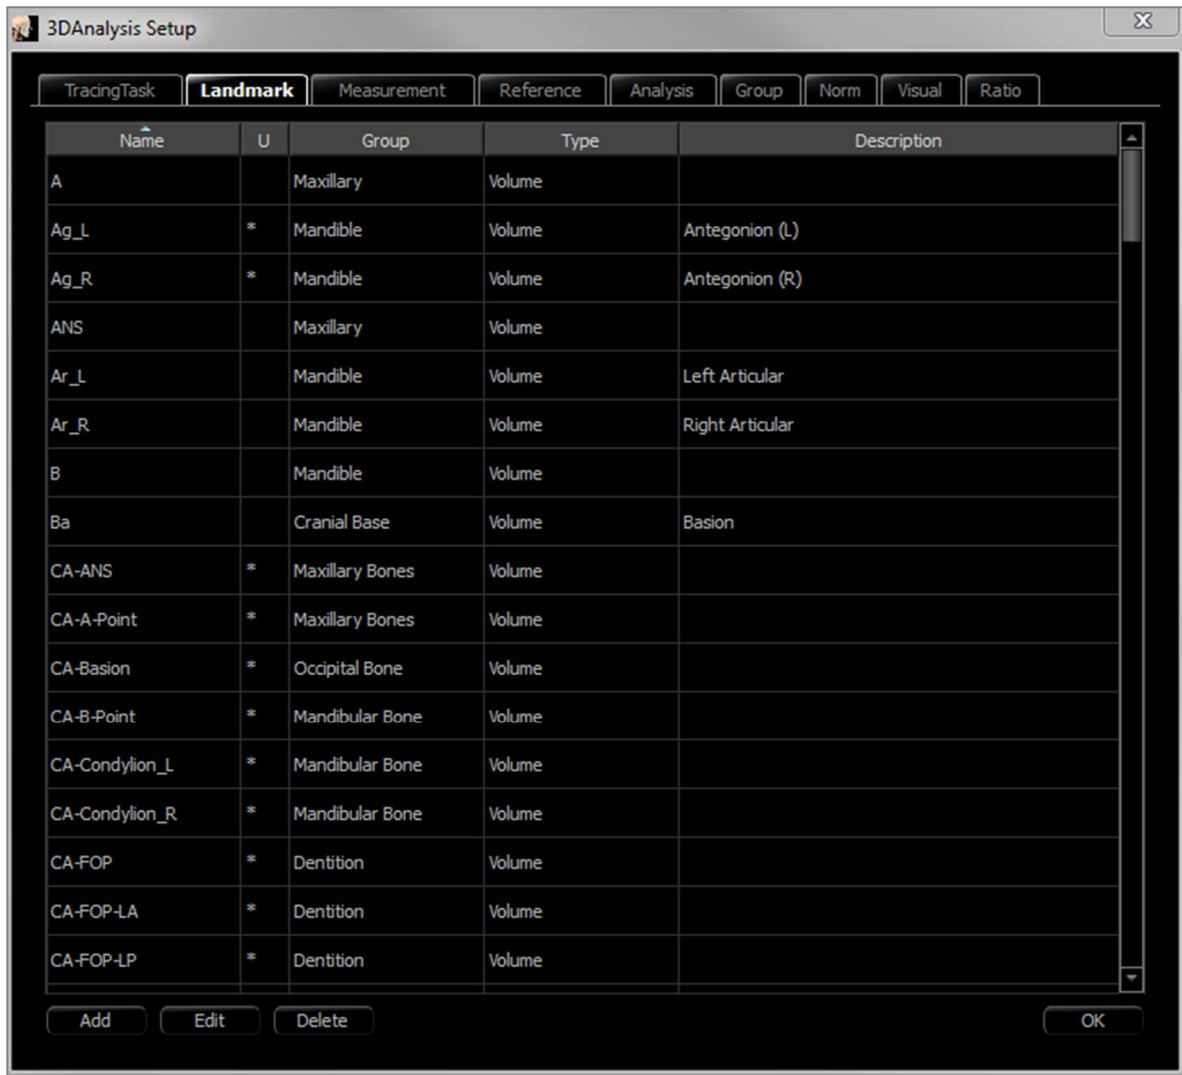 3DAnalysis Setup
TracingTask Landmark Measurement Reference Analysis Group Norm Visual Ratio
Name U Group Type Description
A Maxillary Volume
Ag_L * Mandible Volume Antegonion (L)
Ag_R * Mandible Volume Antegonion (R)
ANS Maxillary Volume
Ar_L Mandible Volume Left Articular
Ar_R Mandible Volume Right Articular
B Mandible Volume
Ba Cranial Base Volume Basion
CA-ANS * Maxillary Bones Volume
CA-A-Point * Maxillary Bones Volume
CA-Basion * Occipital Bone Volume
CA-B-Point * Mandibular Bone Volume
CA-Condylion_L * Mandibular Bone Volume
CA-Condylion_R * Mandibular Bone Volume
CA-FOP * Dentition Volume
CA-FOP-LA * Dentition Volume
CA-FOP-LP * Dentition Volume
Add Edit Delete OK